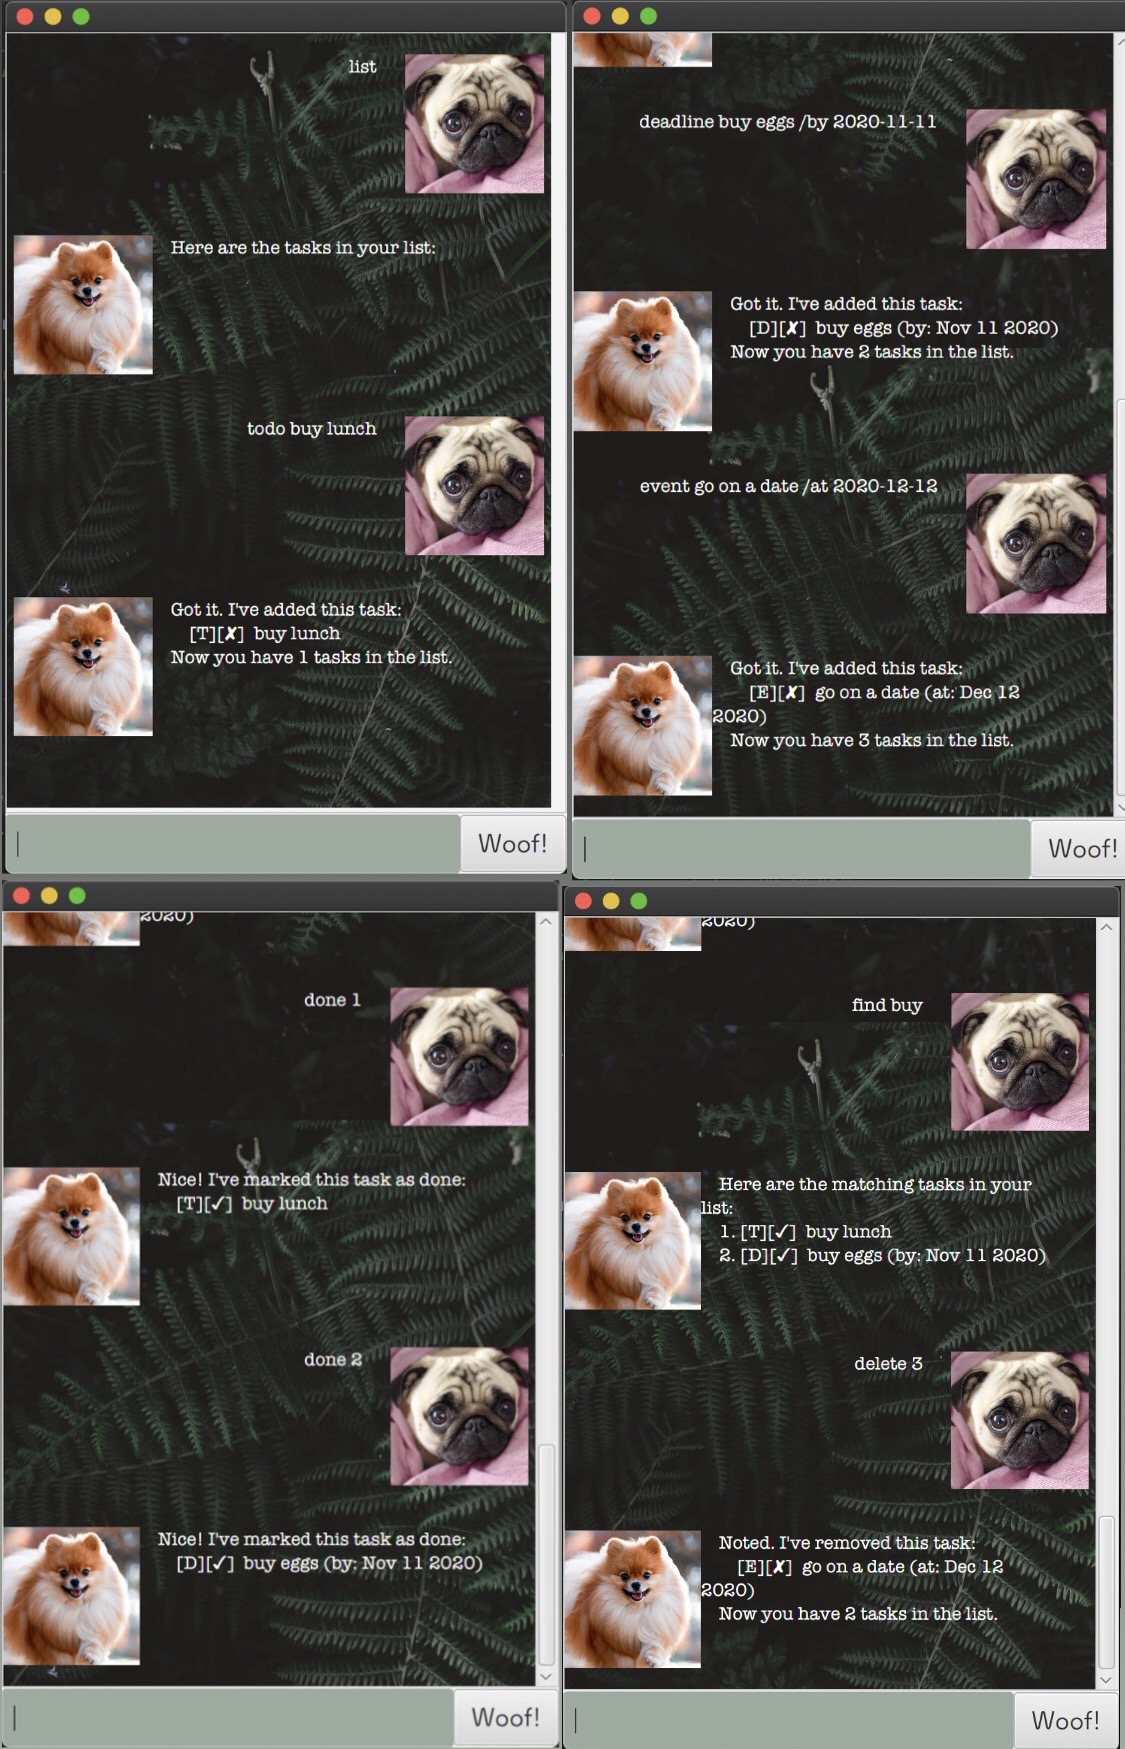 list
Here are the tasks in your list:
todo buy lunch
Got it. I've added this task:
[T][✘] buy lunch
Now you have 1 tasks in the list.
Woof!
deadline buy eggs /by 2020-11-11
Got it. I've added this task:
[D][✘] buy eggs (by: Nov 11 2020)
Now you have 2 tasks in the list.
event go on a date /at 2020-12-12
Got it. I've added this task:
[E][✘] go on a date (at: Dec 12
2020)
Now you have 3 tasks in the list.
Woof!
2020)
done 1
Nice! I've marked this task as done:
[T][✓] buy lunch
done 2
Nice! I've marked this task as done:
[D][✓] buy eggs (by: Nov 11 2020)
Woof!
2020)
find buy
Here are the matching tasks in your
list:
1. [T][✓] buy lunch
2. [D][✓] buy eggs (by: Nov 11 2020)
delete 3
Noted. I've removed this task:
[E][✘] go on a date (at: Dec 12
2020)
Now you have 2 tasks in the list.
Woof!